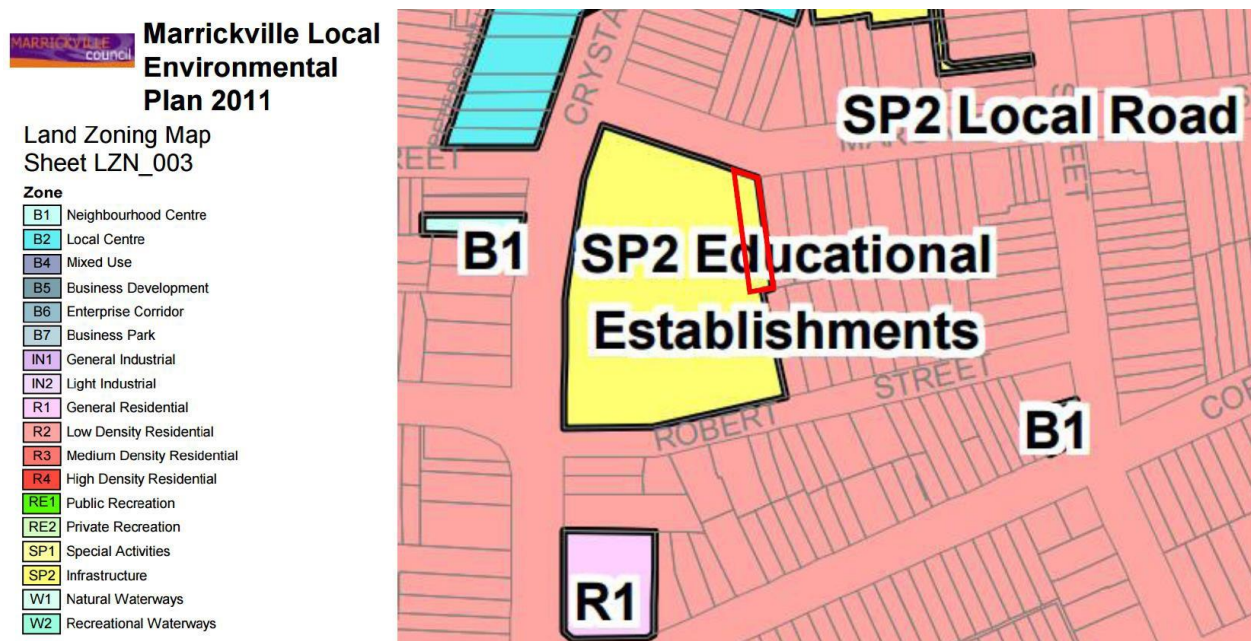 MARRICKVILLE
council
Marrickville Local
Environmental
Plan 2011
Land Zoning Map
Sheet LZN_003
Zone
B1 Neighbourhood Centre
B2 Local Centre
B4 Mixed Use
B5 Business Development
B6 Enterprise Corridor
B7 Business Park
IN1 General Industrial
IN2 Light Industrial
R1 General Residential
R2 Low Density Residential
R3 Medium Density Residential
R4 High Density Residential
RE1 Public Recreation
RE2 Private Recreation
SP1 Special Activities
SP2 Infrastructure
W1 Natural Waterways
W2 Recreational Waterways
CRYSTA
REET
SP2 Local Road
STREET
B1
SP2 Educational
Establishments
STREET
ROBERT
B1
R1